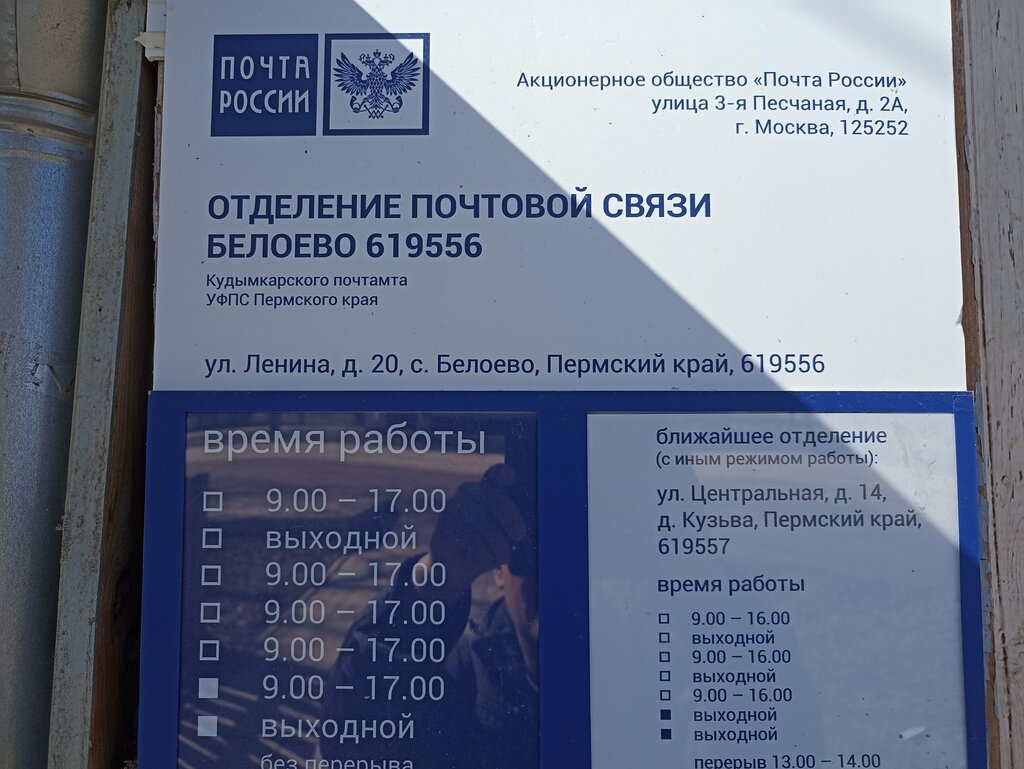 ПОЧТА
РОССИИ
Акционерное общество «Почта России»
улица 3-я Песчаная, д. 2А,
г. Москва, 125252
ОТДЕЛЕНИЕ ПОЧТОВОЙ СВЯЗИ
БЕЛОЕВО 619556
Кудымкарского почтамта
УФПС Пермского края
ул. Ленина, д. 20, с. Белоево, Пермский край, 619556
время работы
9.00 – 17.00
выходной
9.00 – 17.00
9.00 – 17.00
9.00 – 17.00
9.00 – 17.00
выходной
без перерыва
ближайшее отделение
(с иным режимом работы):
ул. Центральная, д. 14,
д. Кузьва, Пермский край,
619557
время работы
9.00 – 16.00
выходной
9.00 – 16.00
выходной
9.00 – 16.00
выходной
выходной
перерыв 13.00 – 14.00